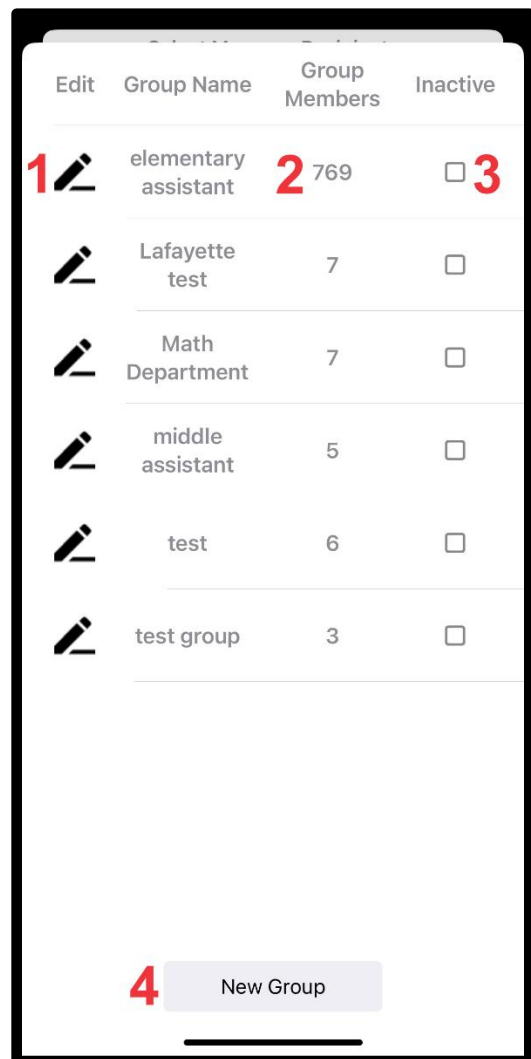 Edit Group Name Group Members Inactive
1 elementary assistant 2 769 3
Lafayette test 7
Math Department 7
middle assistant 5
test 6
test group 3
4 New Group